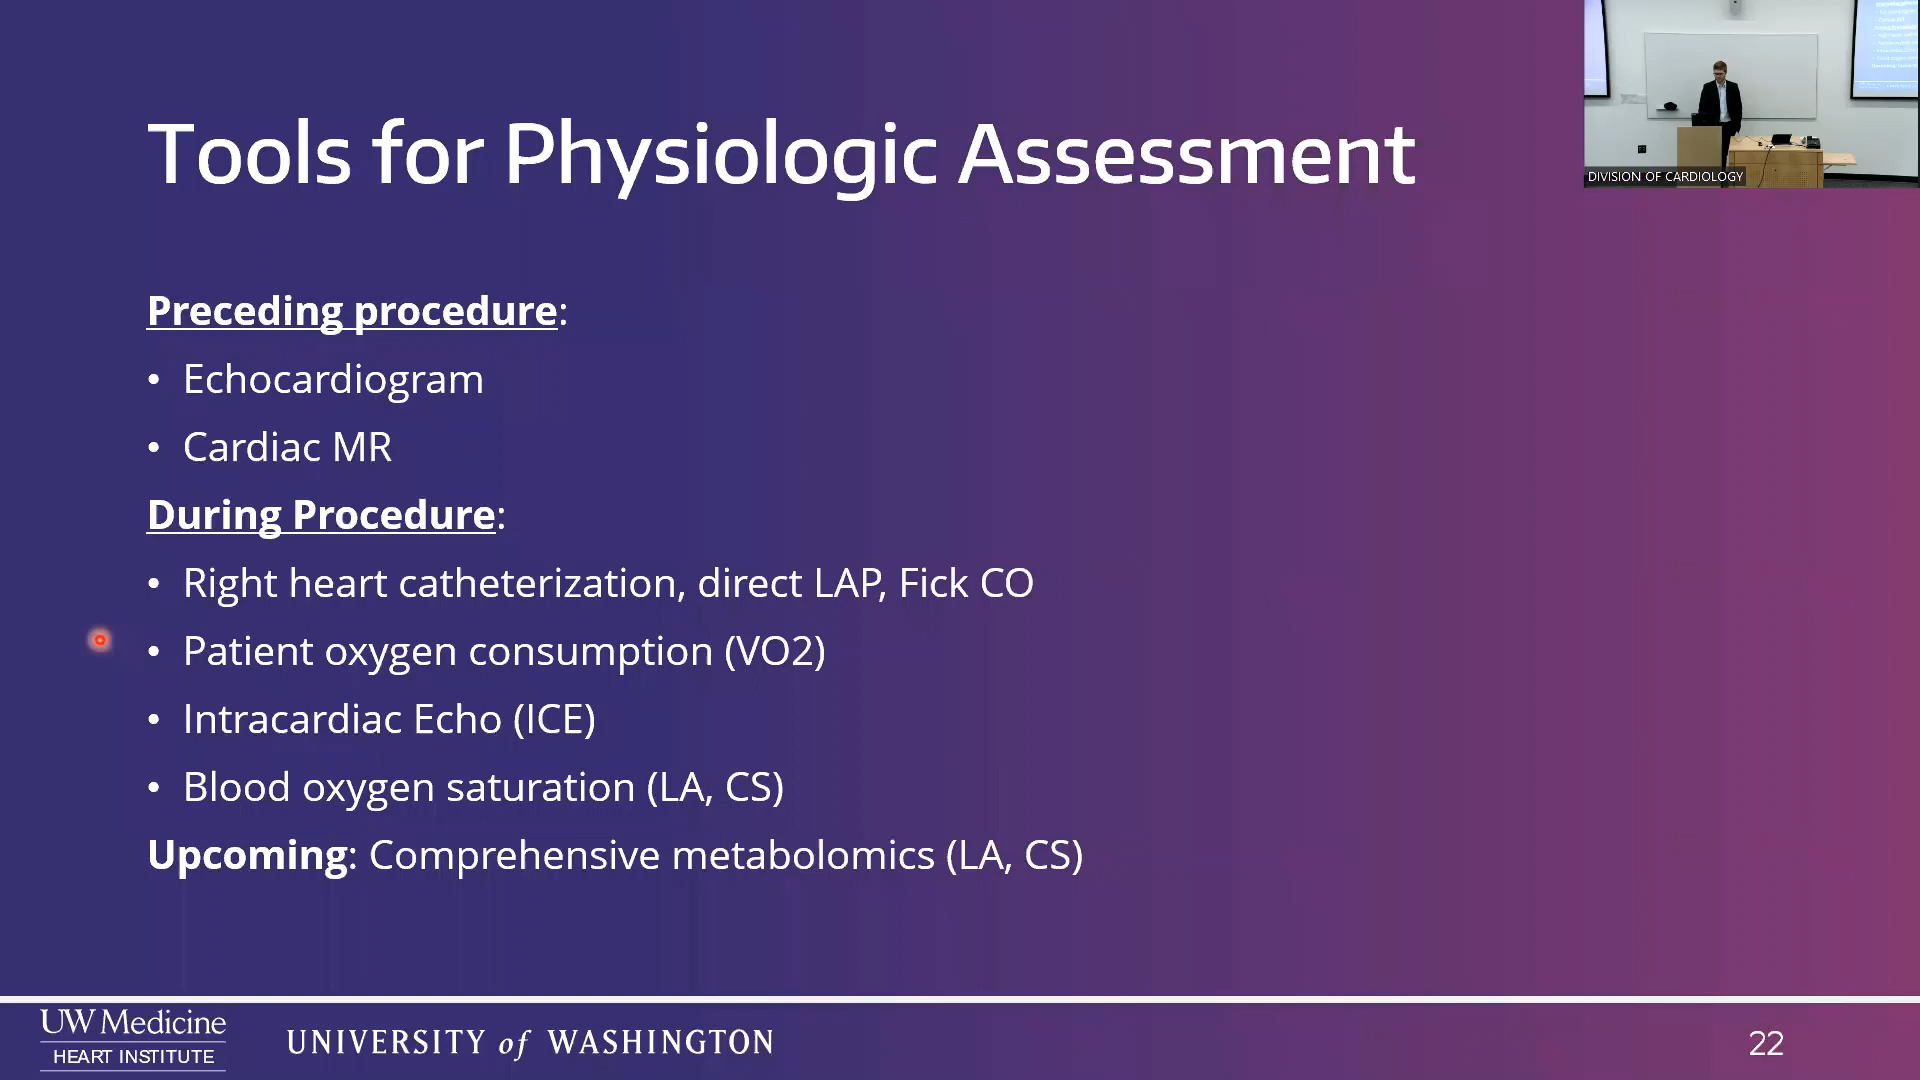 Tools for Physiologic Assessment
DIVISION OF CARDIOLOGY
Preceding procedure:
• Echocardiogram
• Cardiac MR
During Procedure:
• Right heart catheterization, direct LAP, Fick CO
• Patient oxygen consumption (VO2)
• Intracardiac Echo (ICE)
• Blood oxygen saturation (LA, CS)
Upcoming: Comprehensive metabolomics (LA, CS)
UW Medicine
HEART INSTITUTE
UNIVERSITY of WASHINGTON
22